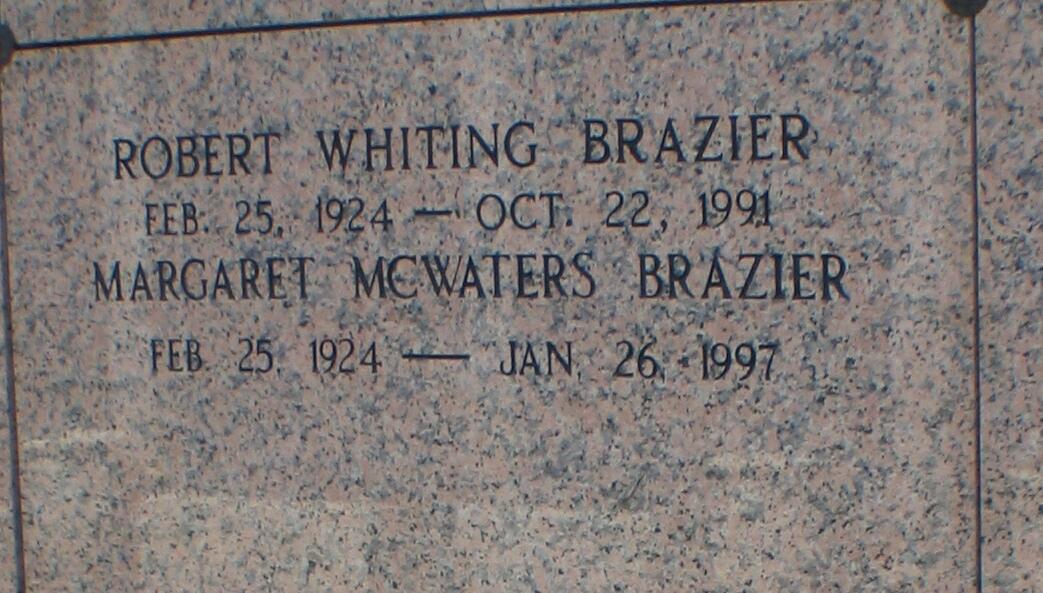 ROBERT WHITING BRAZIER
FEB. 25, 1924 — OCT. 22, 1991
MARGARET MCWATERS BRAZIER
FEB. 25. 1924 — JAN. 26, 1997